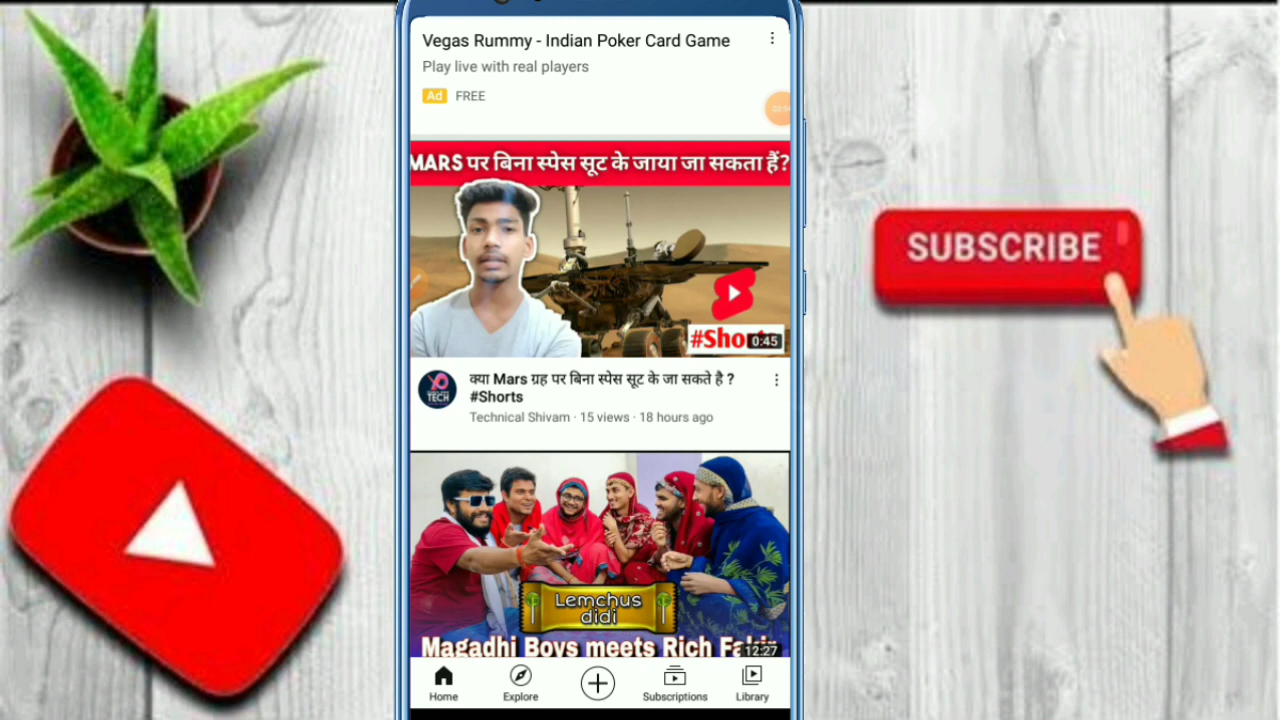 Vegas Rummy - Indian Poker Card Game
Play live with real players
Ad FREE
MARS पर बिना स्पेस सूट के जाया जा सकता हैं?
#Sho
0:45
TECH
क्या Mars ग्रह पर बिना स्पेस सूट के जा सकते है ?
#Shorts
Technical Shivam · 15 views · 18 hours ago
Lemchus
didi
Magadhi Boys meets Rich Fakir
12:27
Home
Explore
Subscriptions
Library
SUBSCRIBE